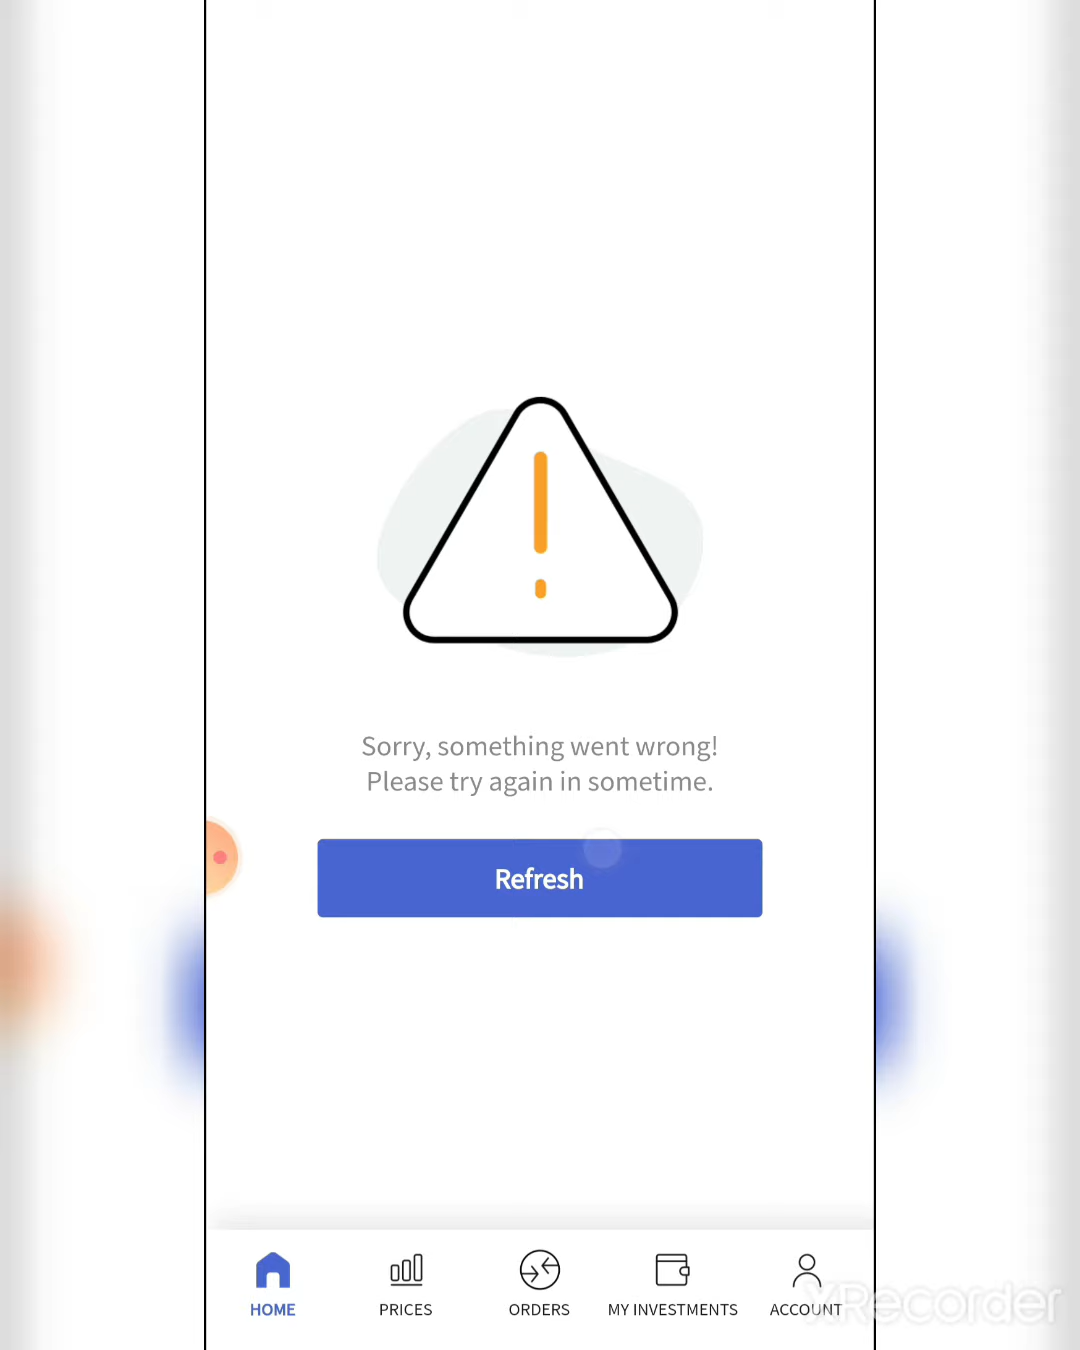 Sorry, something went wrong!
Please try again in sometime.
Refresh
HOME
PRICES
ORDERS
MY INVESTMENTS
ACCOUNT
XRecorder